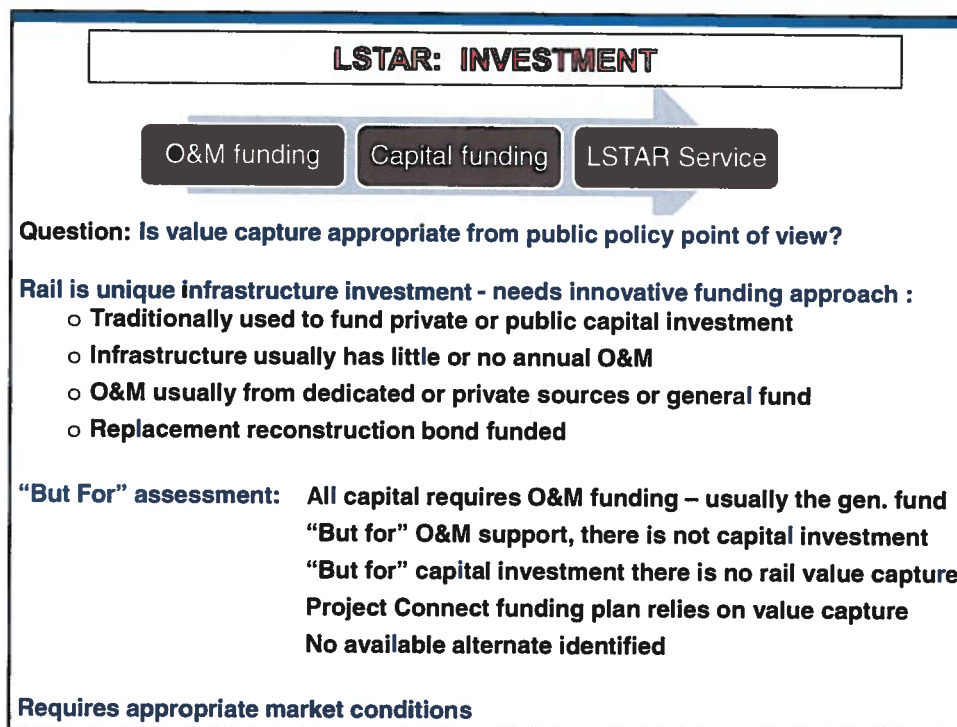 LSTAR: INVESTMENT
O&M funding
Capital funding
LSTAR Service
Question: Is value capture appropriate from public policy point of view?
Rail is unique infrastructure investment - needs innovative funding approach :
o Traditionally used to fund private or public capital investment
o Infrastructure usually has little or no annual O&M
o O&M usually from dedicated or private sources or general fund
o Replacement reconstruction bond funded
“But For” assessment: All capital requires O&M funding – usually the gen. fund
“But for” O&M support, there is not capital investment
“But for” capital investment there is no rail value capture
Project Connect funding plan relies on value capture
No available alternate identified
Requires appropriate market conditions